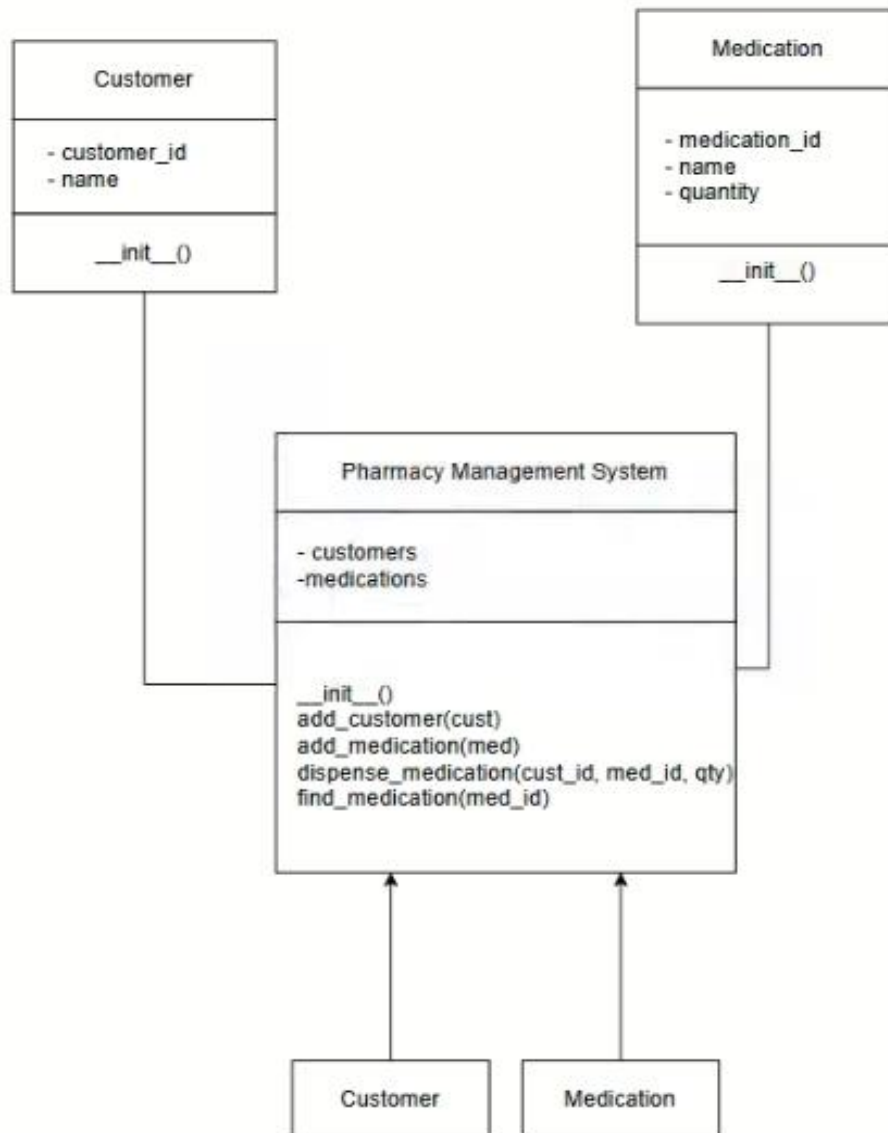 Customer
- customer_id
- name
__init__()
Medication
- medication_id
- name
- quantity
__init__()
Pharmacy Management System
- customers
-medications
__init__()
add_customer(cust)
add_medication(med)
dispense_medication(cust_id, med_id, qty)
find_medication(med_id)
Customer
Medication